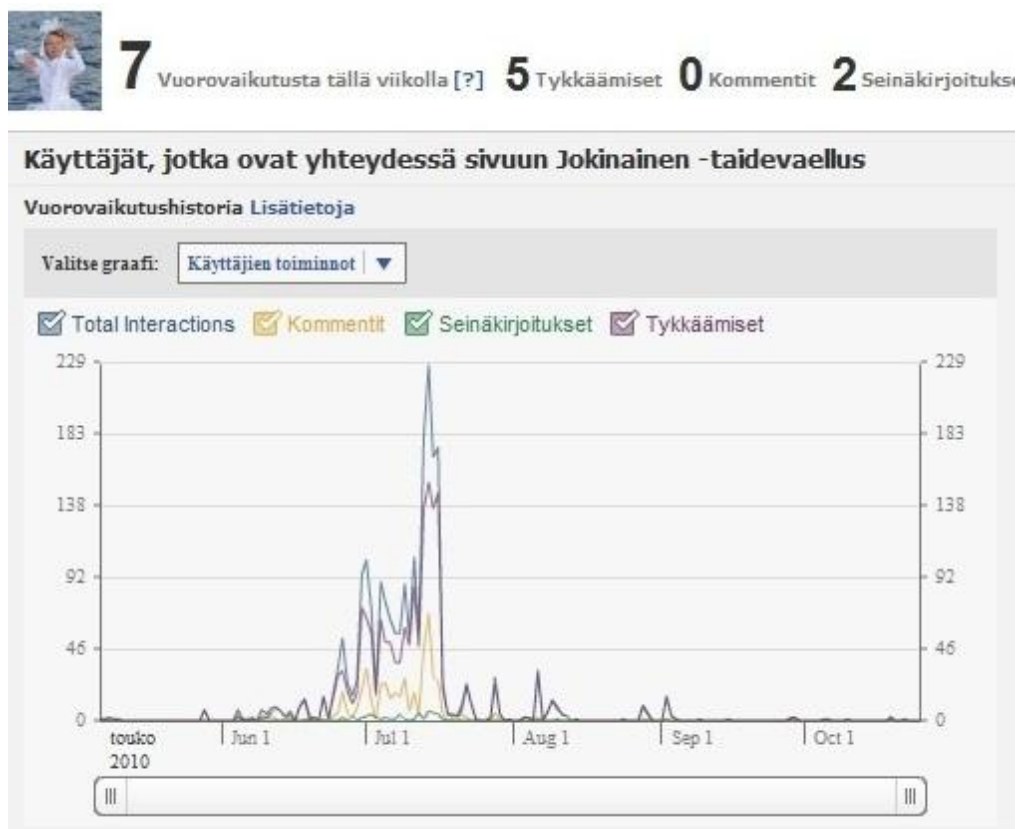 7 Vuorovaikutusta tällä viikolla [?] 5 Tykkäämiset 0 Kommentit 2 Seinäkirjoitukse
Käyttäjät, jotka ovat yhteydessä sivuun Jokinainen -taidevaellus
Vuorovaikutushistoria Lisätietoja
Valitse graafi: Käyttäjien toiminnot
Total Interactions Kommentit Seinäkirjoitukset Tykkäämiset
229 229
183 183
138 138
92 92
46 46
0 0
touko Jun 1 Jul 1 Aug 1 Sep 1 Oct 1
2010